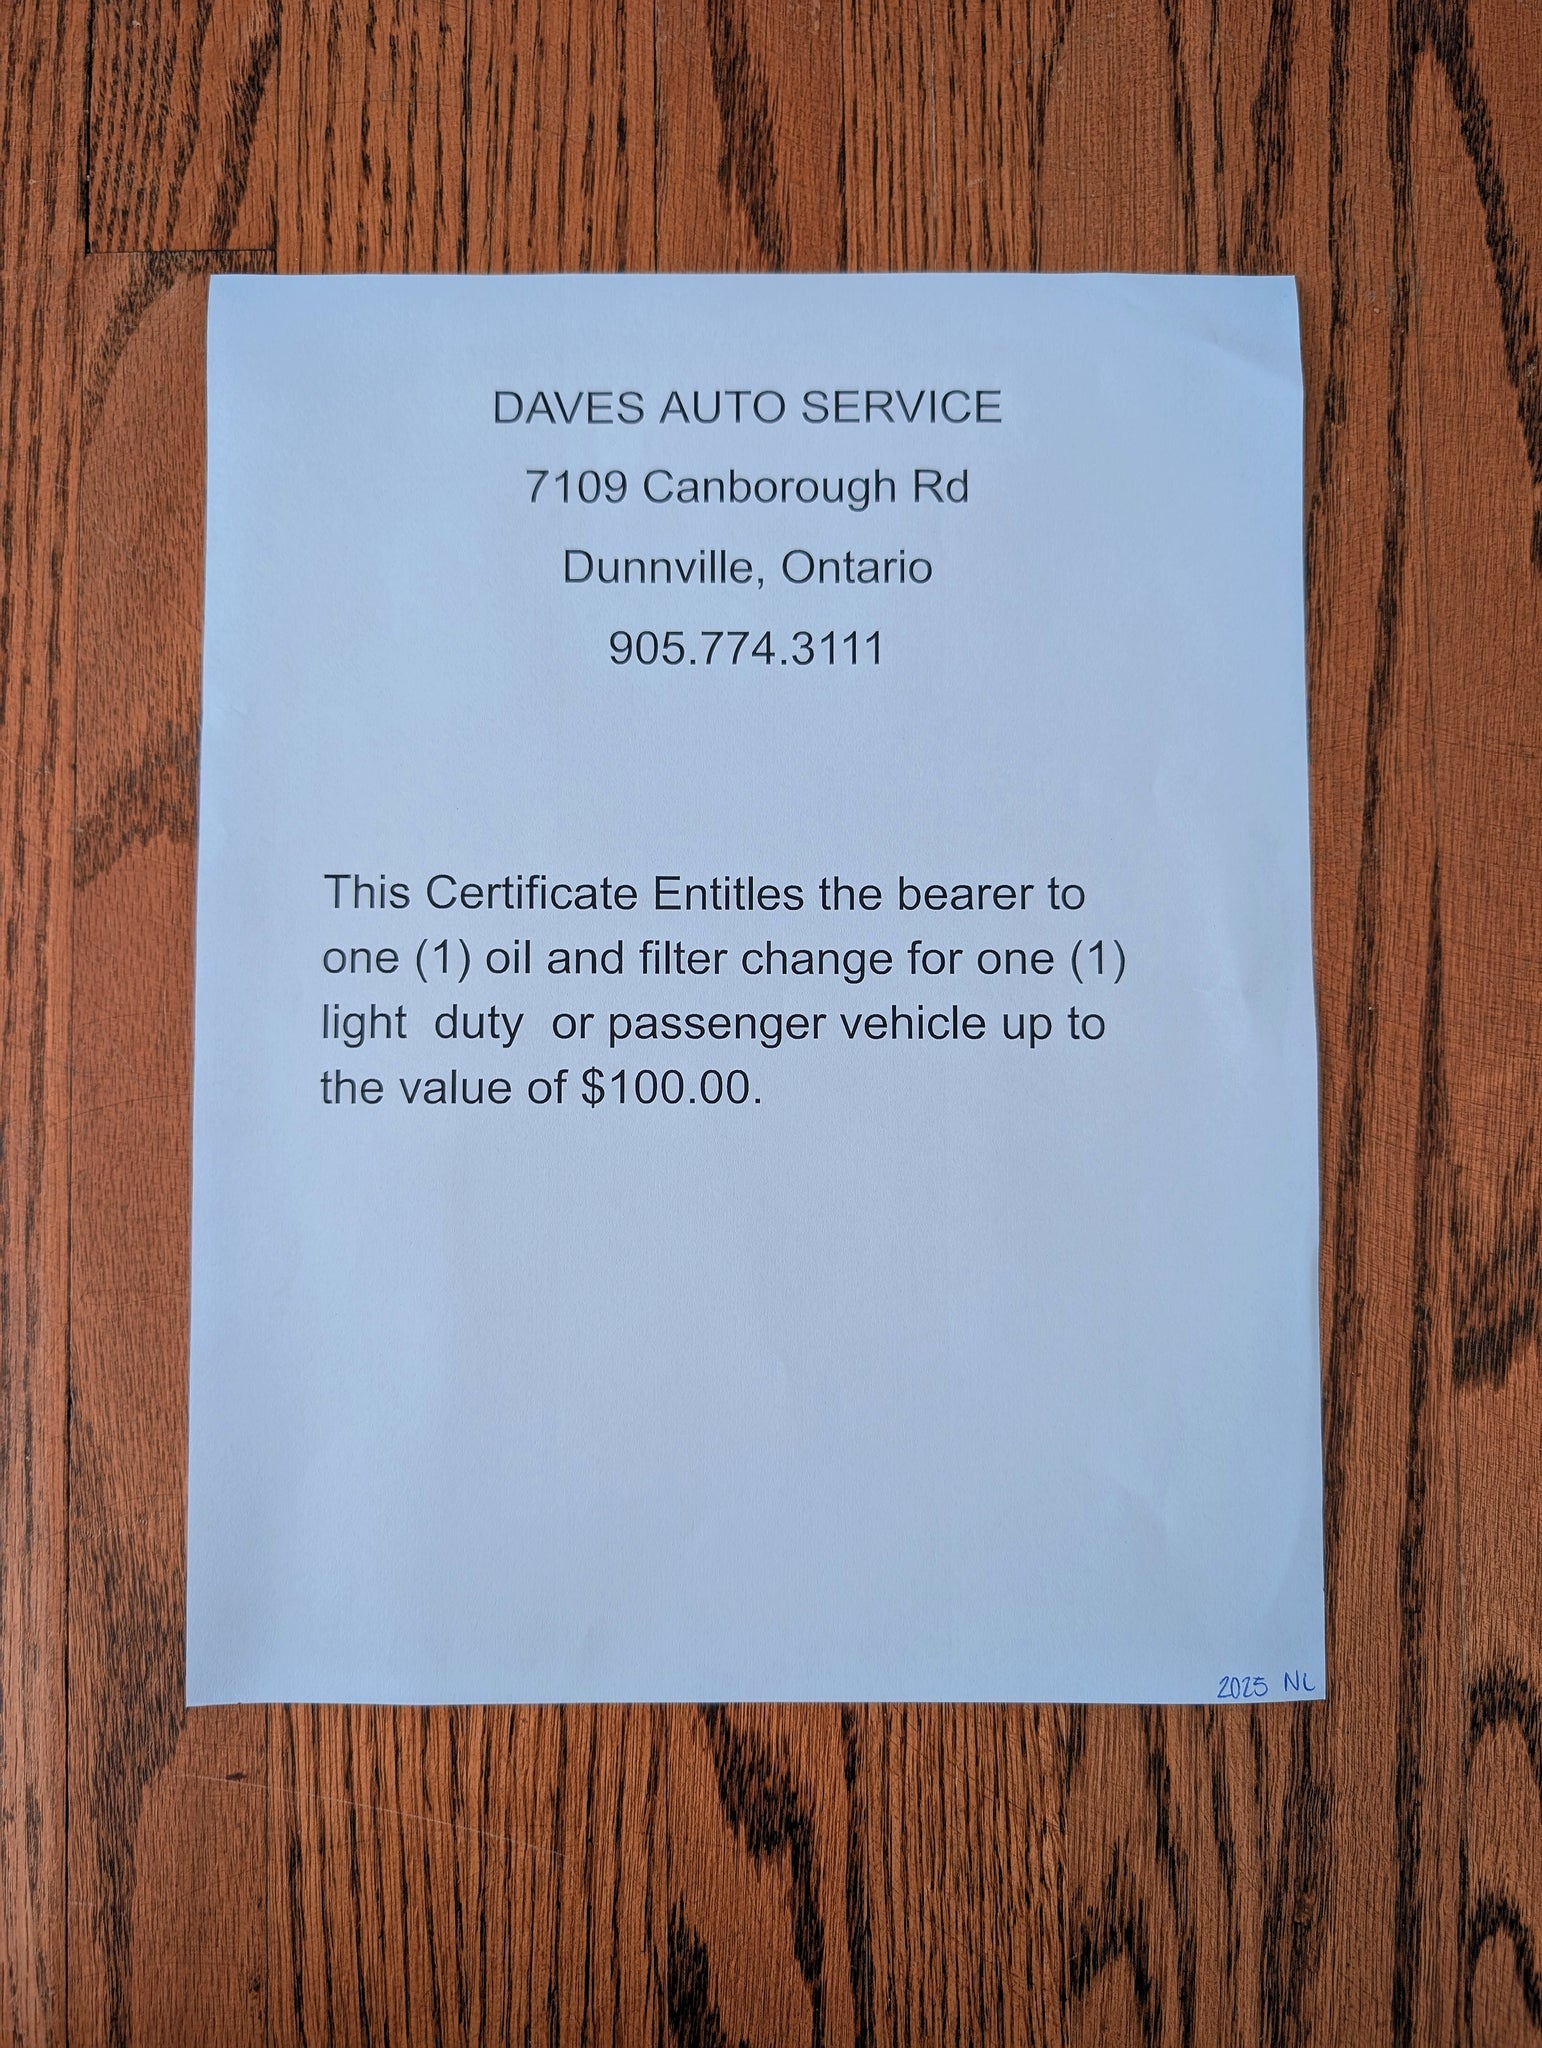 DAVES AUTO SERVICE
7109 Canborough Rd
Dunnville, Ontario
905.774.3111
This Certificate Entitles the bearer to
one (1) oil and filter change for one (1)
light duty or passenger vehicle up to
the value of $100.00.
2025 NL